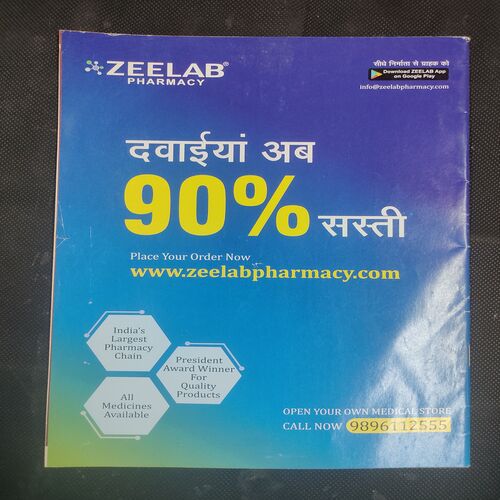 ZEELAB®
PHARMACY
सीधे निर्माता से ग्राहक को
Download ZEELAB App
on Google Play
info@zeelabpharmacy.com
दवाईयां अब
90% सस्ती
Place Your Order Now
www.zeelabpharmacy.com
India's
Largest
Pharmacy
Chain
President
Award Winner
For
Quality
Products
All
Medicines
Available
OPEN YOUR OWN MEDICAL STORE
CALL NOW 9896112555